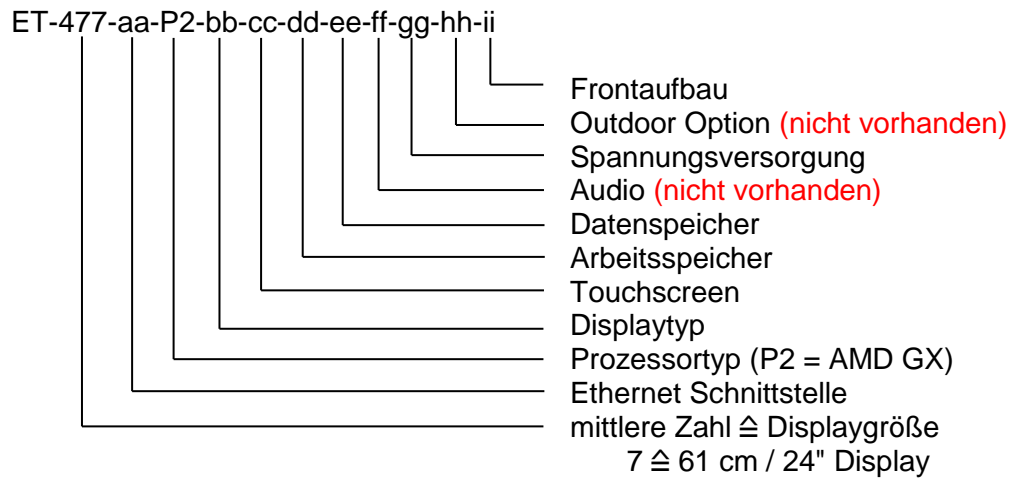 ET-477-aa-P2-bb-cc-dd-ee-ff-gg-hh-ii
Frontaufbau
Outdoor Option (nicht vorhanden)
Spannungsversorgung
Audio (nicht vorhanden)
Datenspeicher
Arbeitsspeicher
Touchscreen
Displaytyp
Prozessortyp (P2 = AMD GX)
Ethernet Schnittstelle
mittlere Zahl ≙ Displaygröße
7 ≙ 61 cm / 24" Display